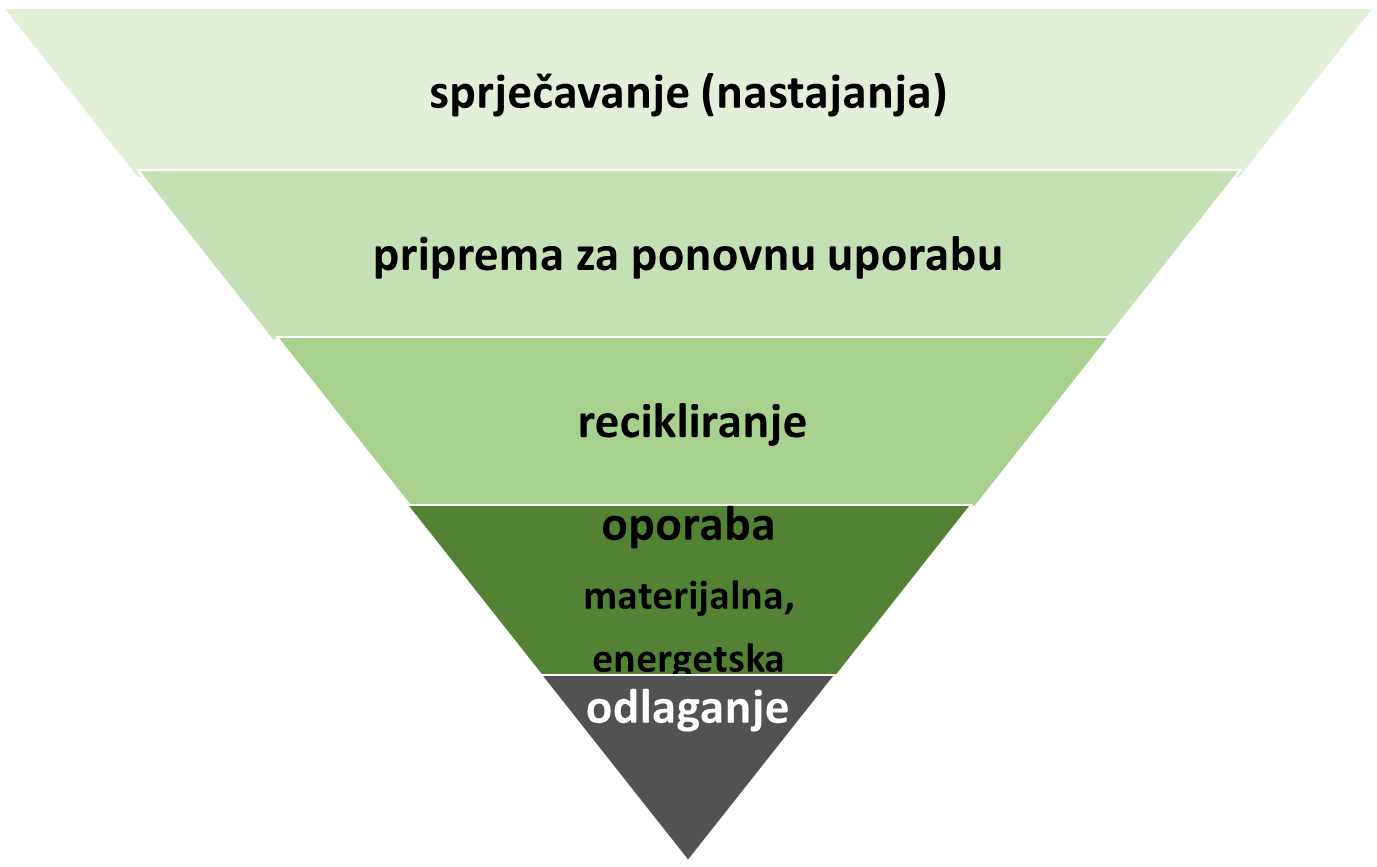 sprječavanje (nastajanja)
priprema za ponovnu uporabu
recikliranje
oporaba
materijalna,
energetska
odlaganje